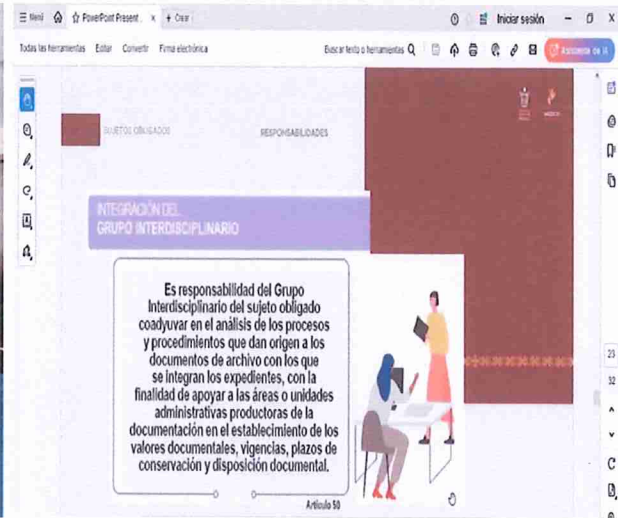 Menú
PowerPoint Present...
+ Crear
Iniciar sesión
Todas las herramientas Editar Convertir Firma electrónica
Buscar texto o herramientas
Asistente de IA
SUJETOS OBLIGADOS
RESPONSABILIDADES
INTEGRACIÓN DEL
GRUPO INTERDISCIPLINARIO
Es responsabilidad del Grupo
Interdisciplinario del sujeto obligado
coadyuvar en el análisis de los procesos
y procedimientos que dan origen a los
documentos de archivo con los que
se integran los expedientes, con la
finalidad de apoyar a las áreas o unidades
administrativas productoras de la
documentación en el establecimiento de los
valores documentales, vigencias, plazos de
conservación y disposición documental.
Artículo 50
23
32